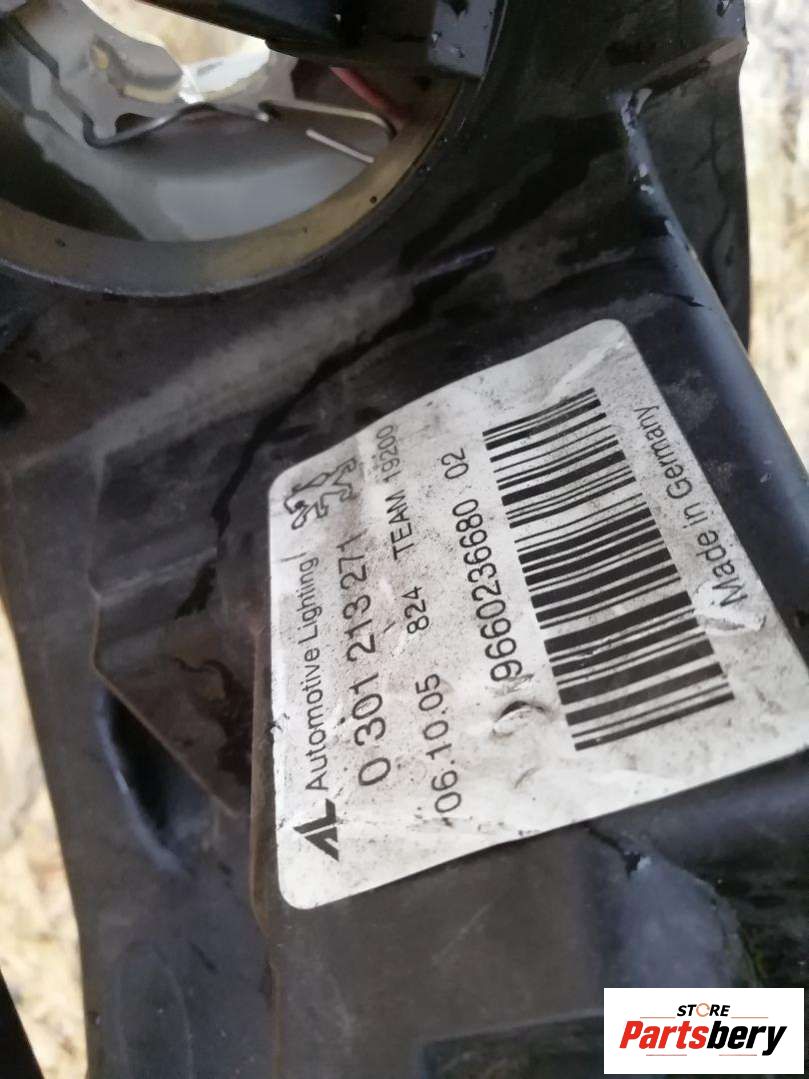 AL Automotive Lighting
0 301 213 271
06.10.05 824 TEAM 19200
9660236680 02
Made in Germany
STORE
Partsbery